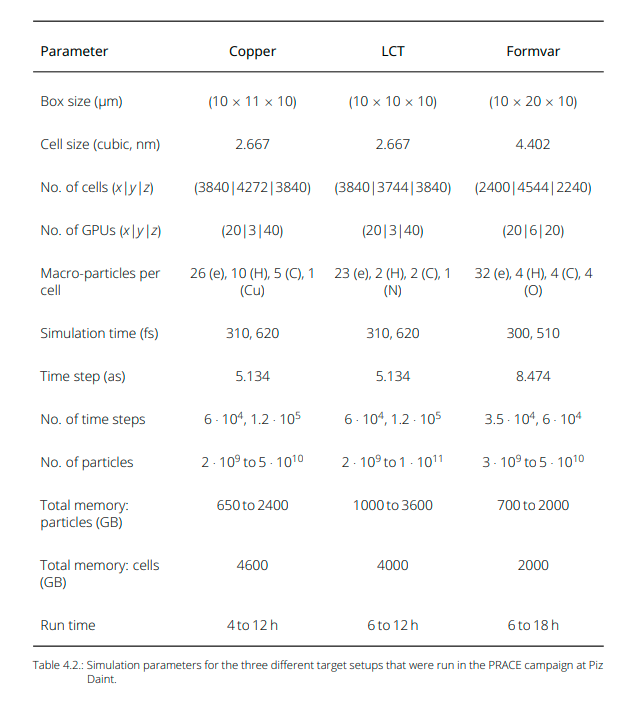 Parameter Copper LCT Formvar
Box size (µm) (10 × 11 × 10) (10 × 10 × 10) (10 × 20 × 10)
Cell size (cubic, nm) 2.667 2.667 4.402
No. of cells (x|y|z) (3840|4272|3840) (3840|3744|3840) (2400|4544|2240)
No. of GPUs (x|y|z) (20|3|40) (20|3|40) (20|6|20)
Macro-particles per 26 (e), 10 (H), 5 (C), 1 23 (e), 2 (H), 2 (C), 1 32 (e), 4 (H), 4 (C), 4
cell (Cu) (N) (O)
Simulation time (fs) 310, 620 310, 620 300, 510
Time step (as) 5.134 5.134 8.474
No. of time steps 6 · 10⁴, 1.2 · 10⁵ 6 · 10⁴, 1.2 · 10⁵ 3.5 · 10⁴, 6 · 10⁴
No. of particles 2 · 10⁹ to 5 · 10¹⁰ 2 · 10⁹ to 1 · 10¹¹ 3 · 10⁹ to 5 · 10¹⁰
Total memory: 650 to 2400 1000 to 3600 700 to 2000
particles (GB)
Total memory: cells 4600 4000 2000
(GB)
Run time 4 to 12 h 6 to 12 h 6 to 18 h
Table 4.2.: Simulation parameters for the three different target setups that were run in the PRACE campaign at Piz
Daint.